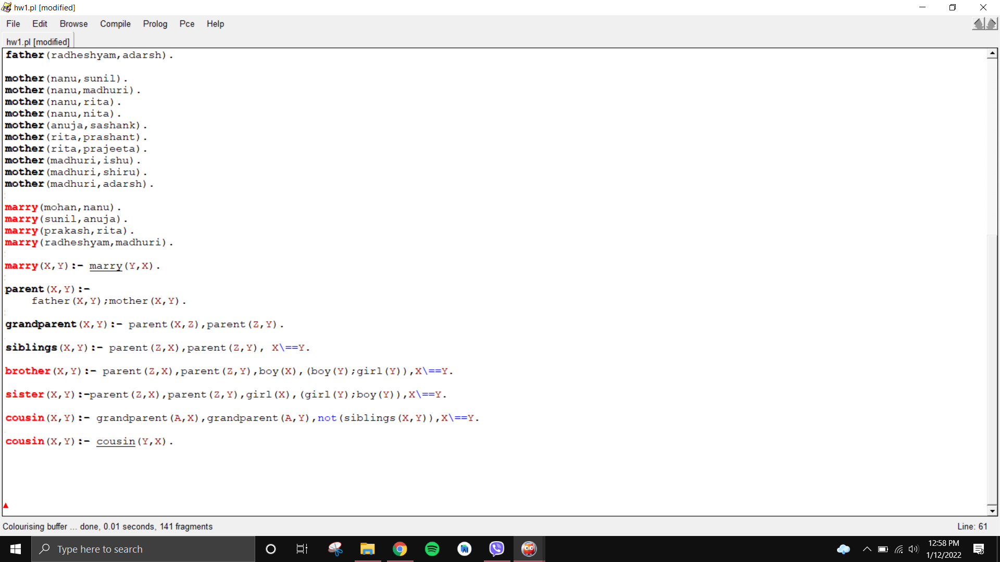 hw1.pl [modified]
File Edit Browse Compile Prolog Pce Help
hw1.pl [modified]
father(radheshyam,adarsh).
mother(nanu,sunil).
mother(nanu,madhuri).
mother(nanu,rita).
mother(nanu,nita).
mother(anuja,sashank).
mother(rita,prashant).
mother(rita,prajeeta).
mother(madhuri,ishu).
mother(madhuri,shiru).
mother(madhuri,adarsh).
marry(mohan,nanu).
marry(sunil,anuja).
marry(prakash,rita).
marry(radheshyam,madhuri).
marry(X,Y):- marry(Y,X).
parent(X,Y):-
    father(X,Y);mother(X,Y).
grandparent(X,Y):- parent(X,Z),parent(Z,Y).
siblings(X,Y):- parent(Z,X),parent(Z,Y), X\==Y.
brother(X,Y):- parent(Z,X),parent(Z,Y),boy(X),(boy(Y);girl(Y)),X\==Y.
sister(X,Y):-parent(Z,X),parent(Z,Y),girl(X),(girl(Y);boy(Y)),X\==Y.
cousin(X,Y):- grandparent(A,X),grandparent(A,Y),not(siblings(X,Y)),X\==Y.
cousin(X,Y):- cousin(Y,X).
Colourising buffer ... done, 0.01 seconds, 141 fragments
Line: 61
Type here to search
12:58 PM
1/12/2022